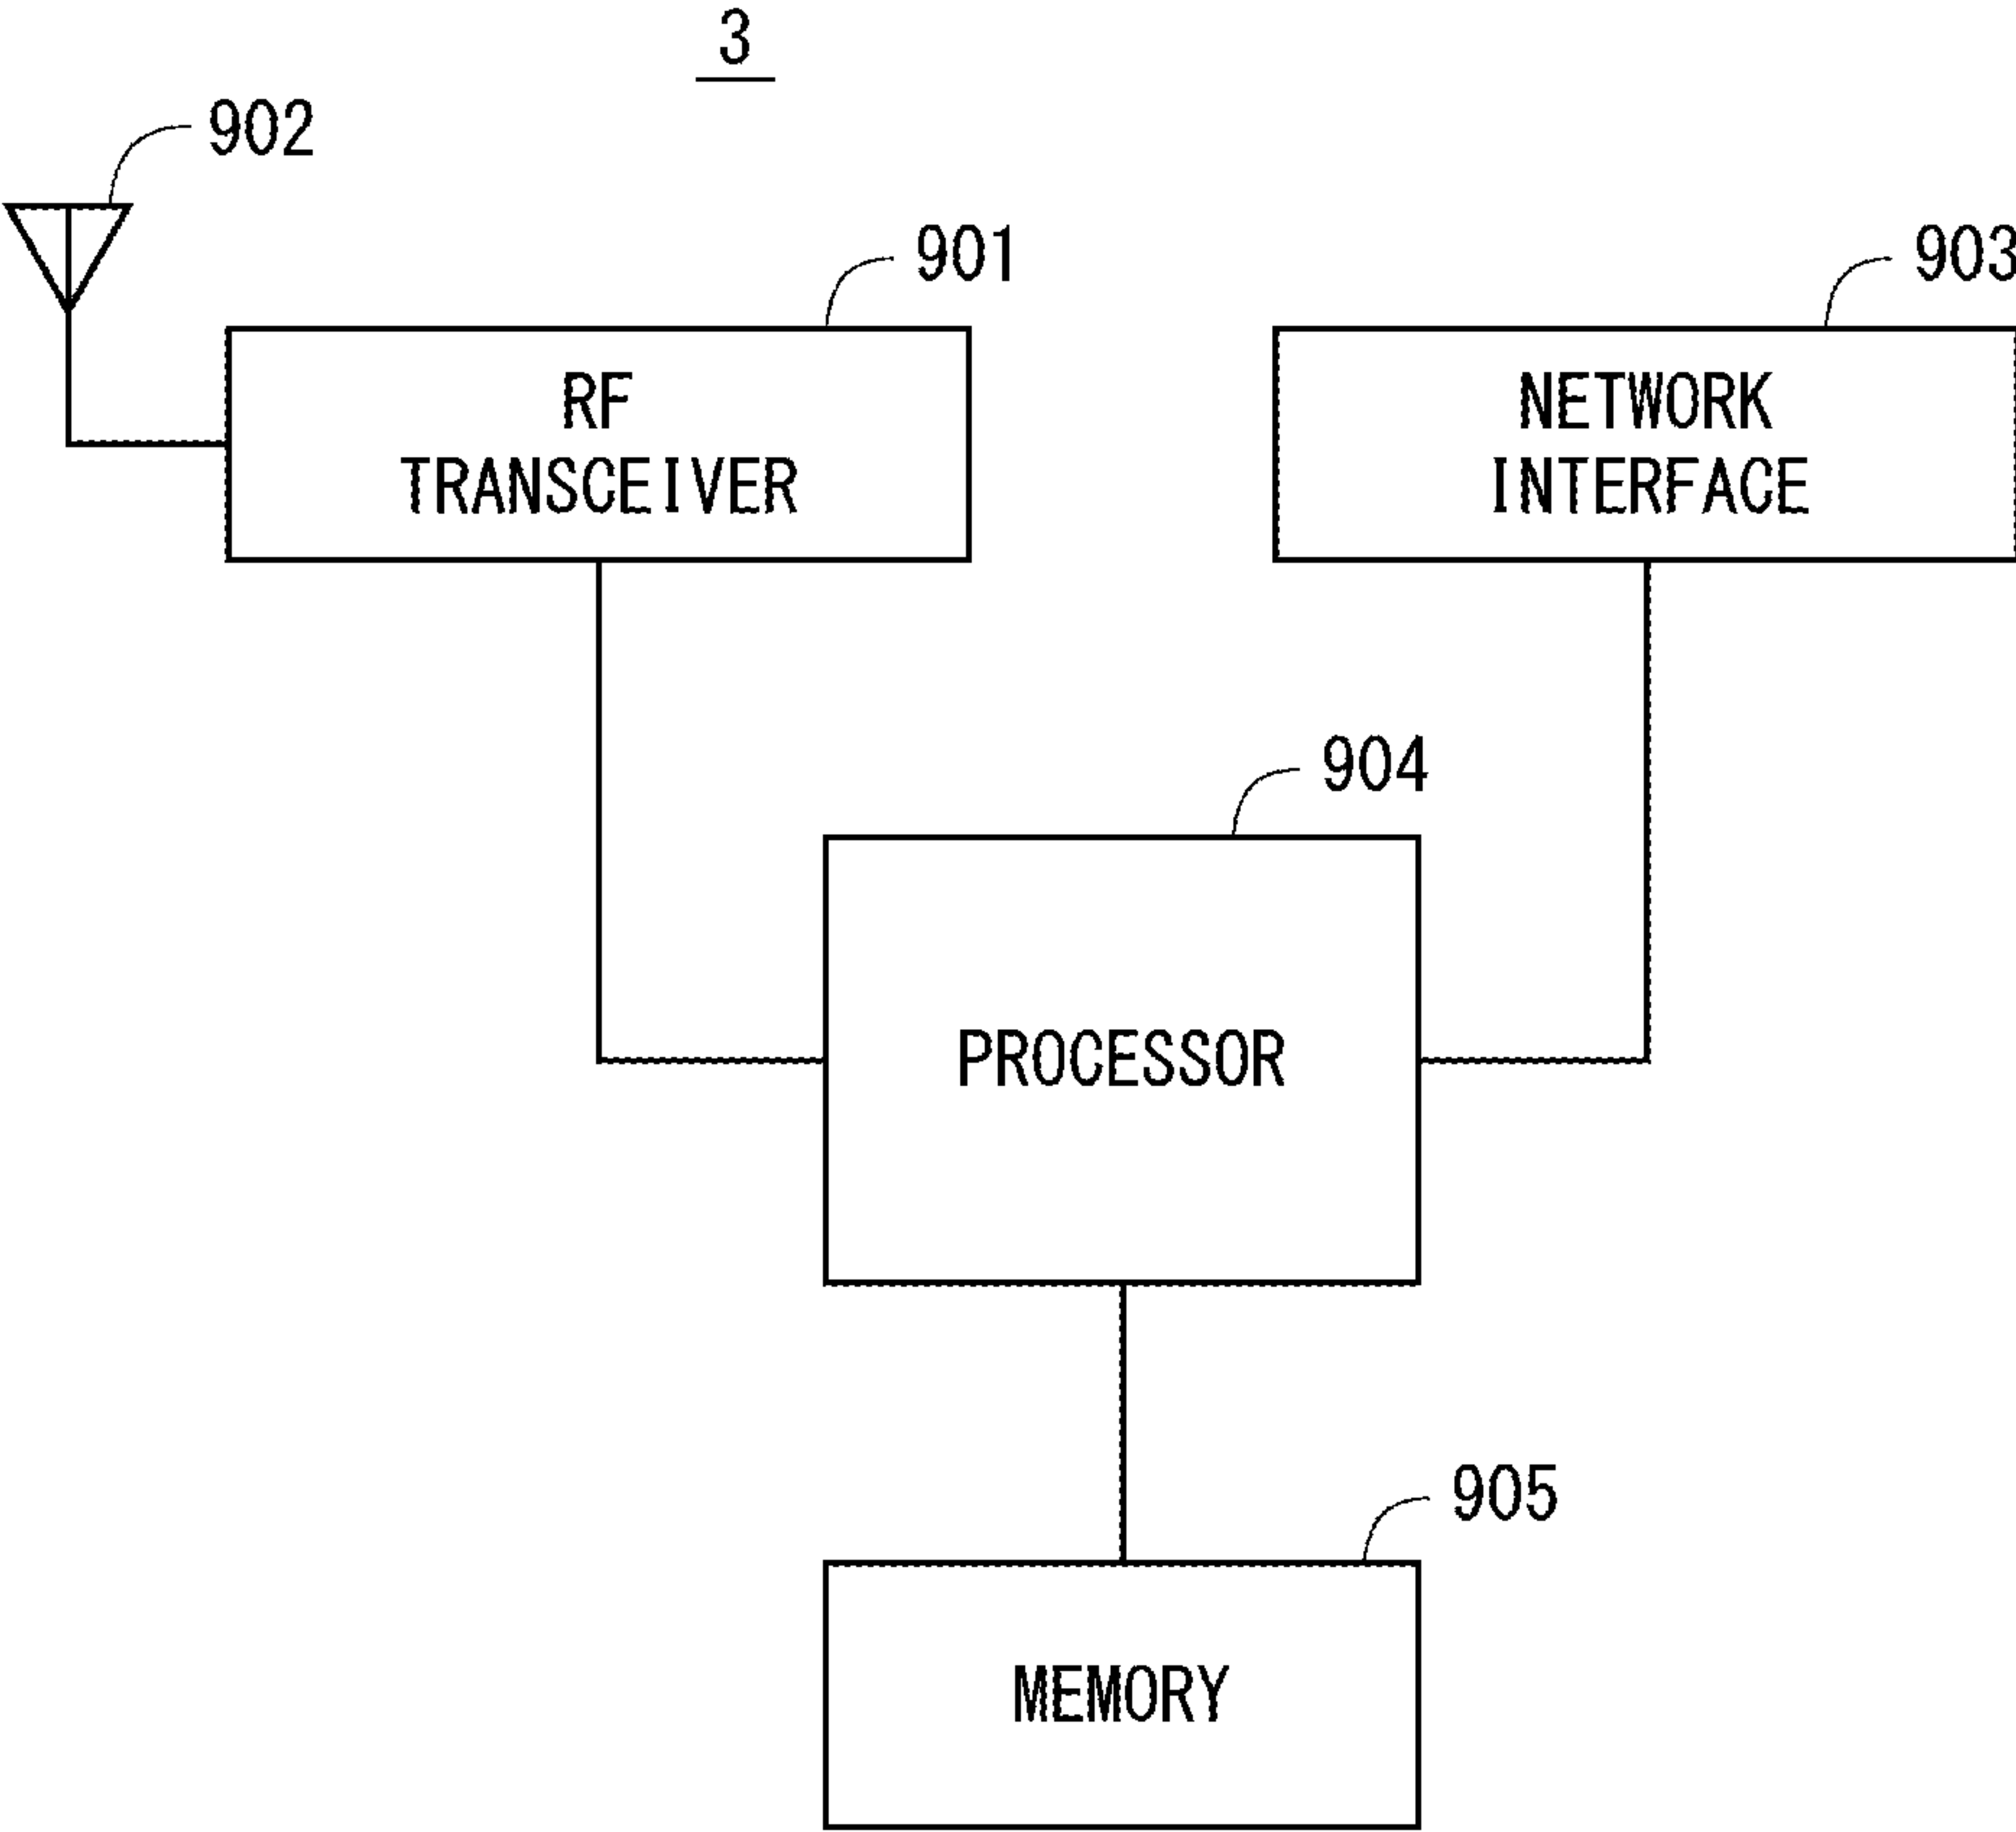 3
902
901
903
RF
TRANSCEIVER
NETWORK
INTERFACE
904
PROCESSOR
905
MEMORY